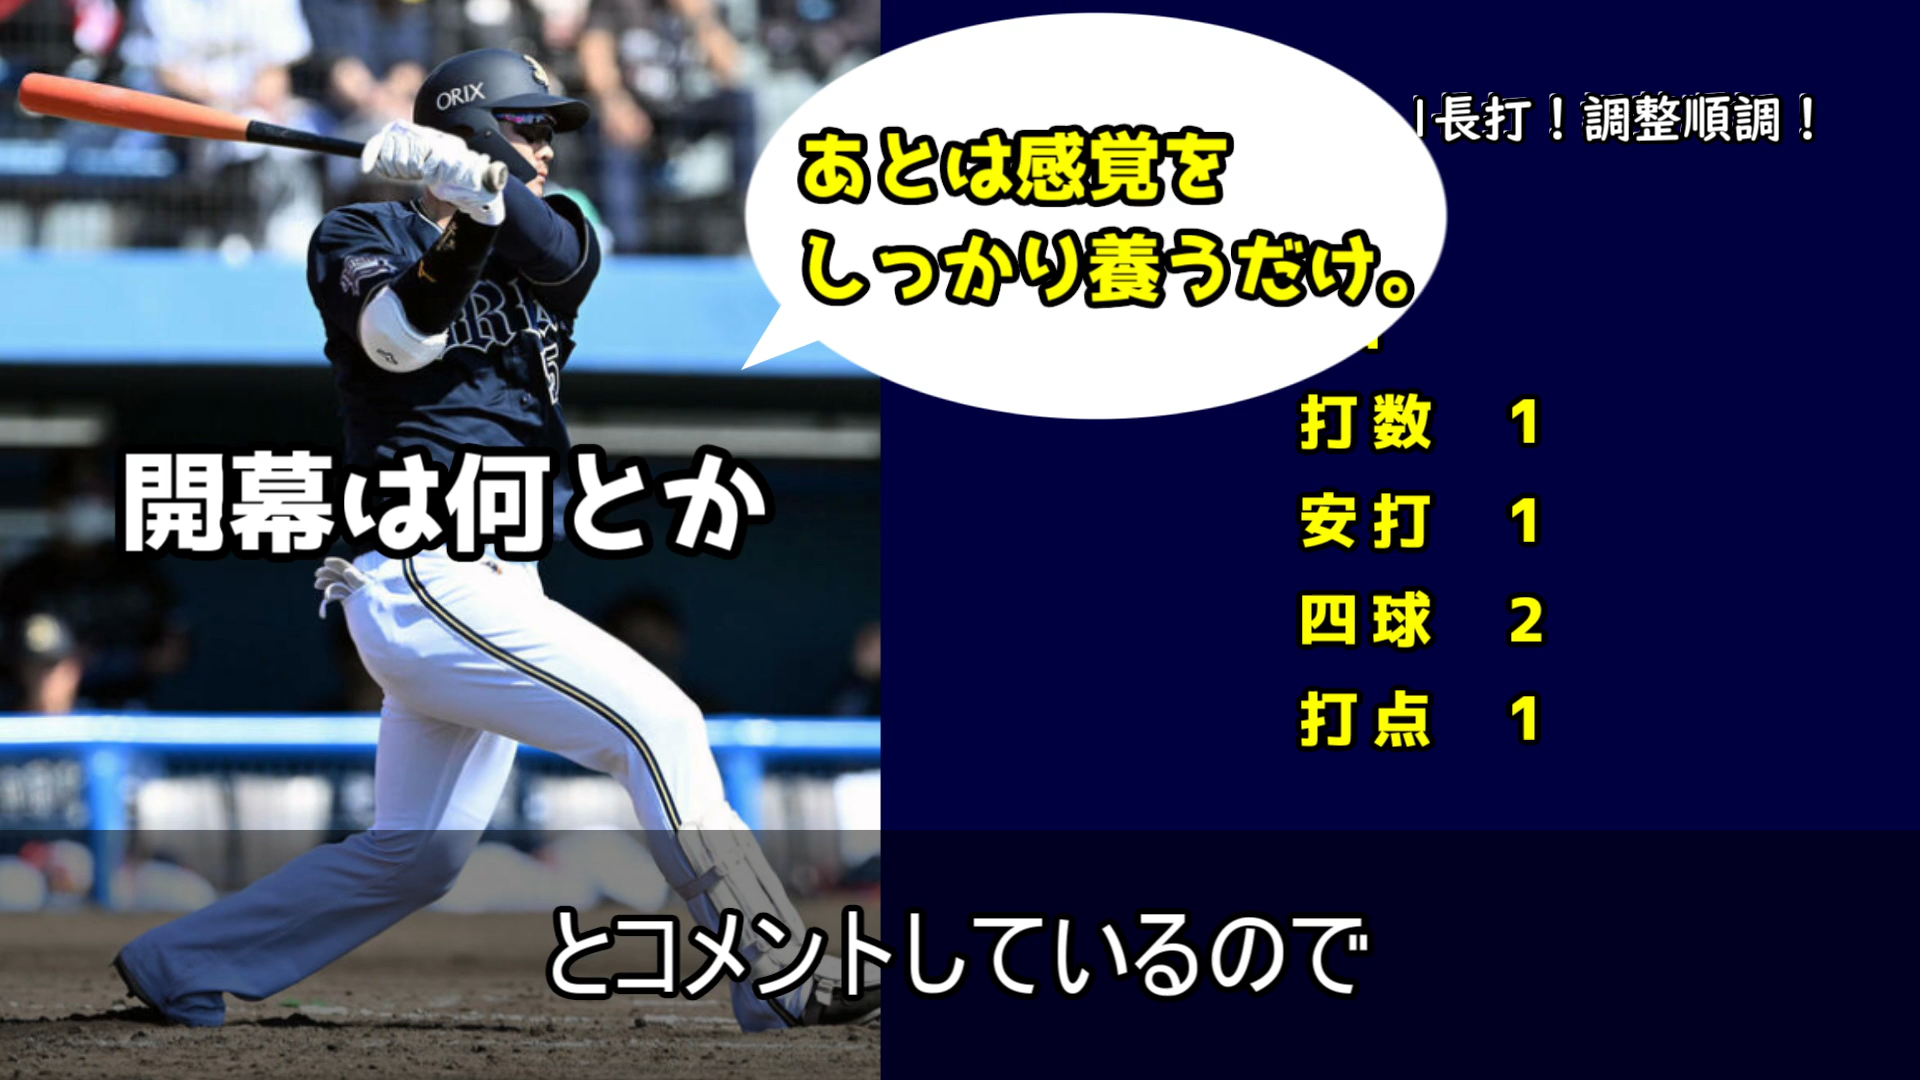 ORIX
長打！調整順調！
あとは感覚を
しっかり養うだけ。
開幕は何とか
打数 1
安打 1
四球 2
打点 1
とコメントしているので